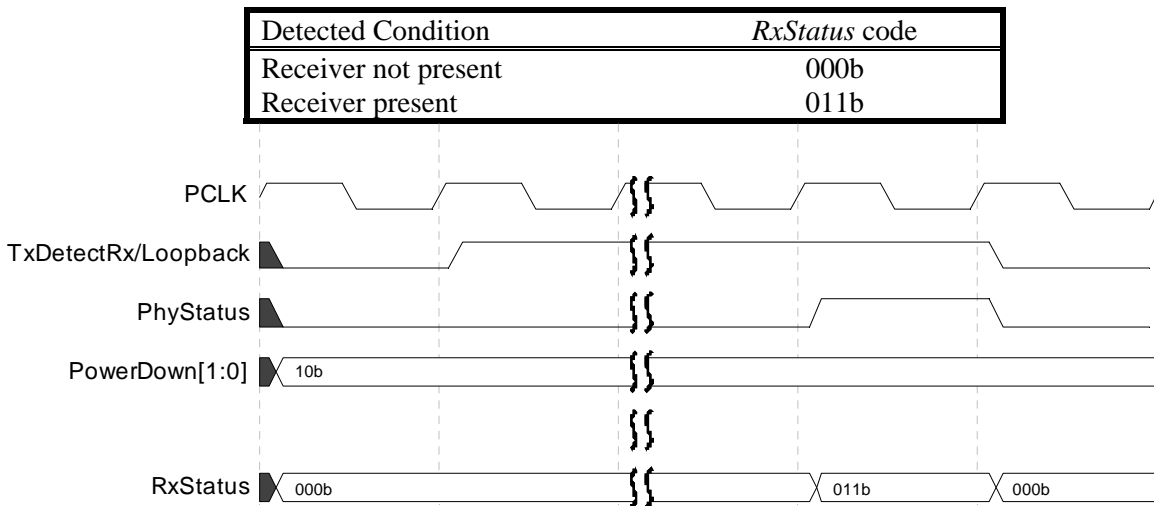 Detected Condition RxStatus code
Receiver not present 000b
Receiver present 011b
PCLK
TxDetectRx/Loopback
PhyStatus
PowerDown[1:0] 10b
RxStatus 000b 011b 000b